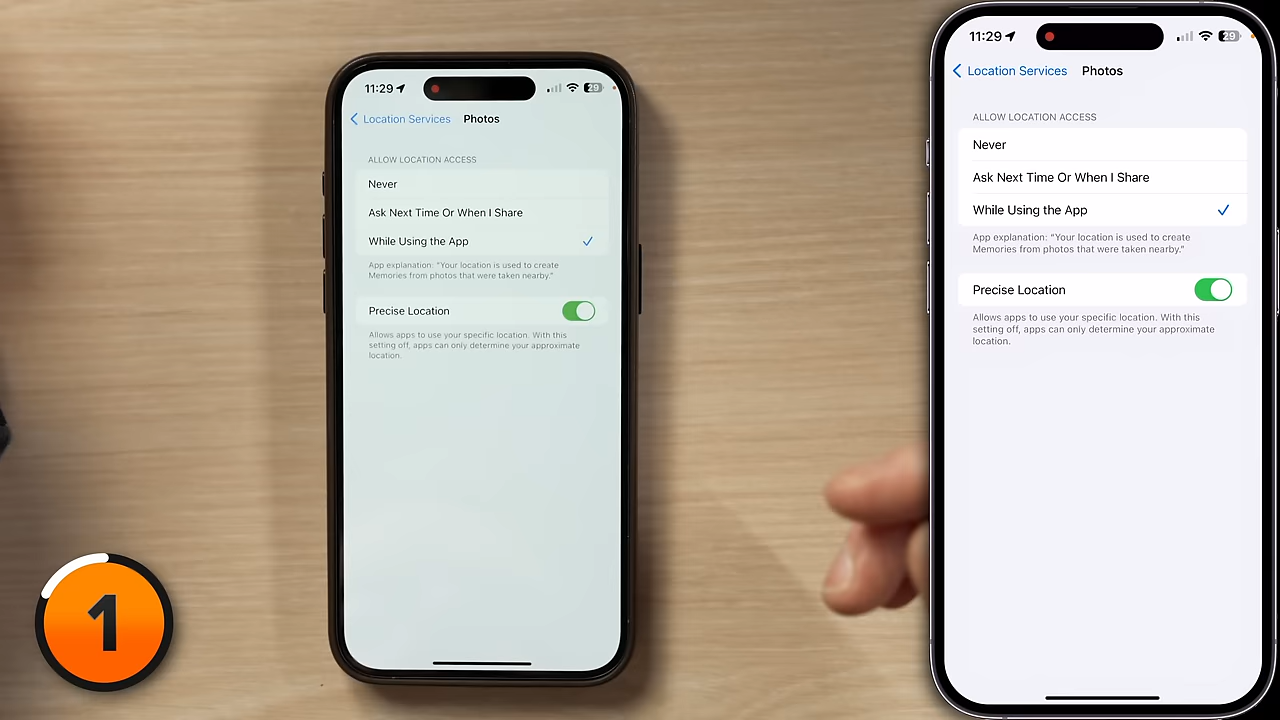 11:29
29
Location Services Photos
ALLOW LOCATION ACCESS
Never
Ask Next Time Or When I Share
While Using the App
App explanation: “Your location is used to create
Memories from photos that were taken nearby.”
Precise Location
Allows apps to use your specific location. With this
setting off, apps can only determine your approximate
location.
1
11:29
29
Location Services Photos
ALLOW LOCATION ACCESS
Never
Ask Next Time Or When I Share
While Using the App
App explanation: “Your location is used to create
Memories from photos that were taken nearby.”
Precise Location
Allows apps to use your specific location. With this
setting off, apps can only determine your approximate
location.